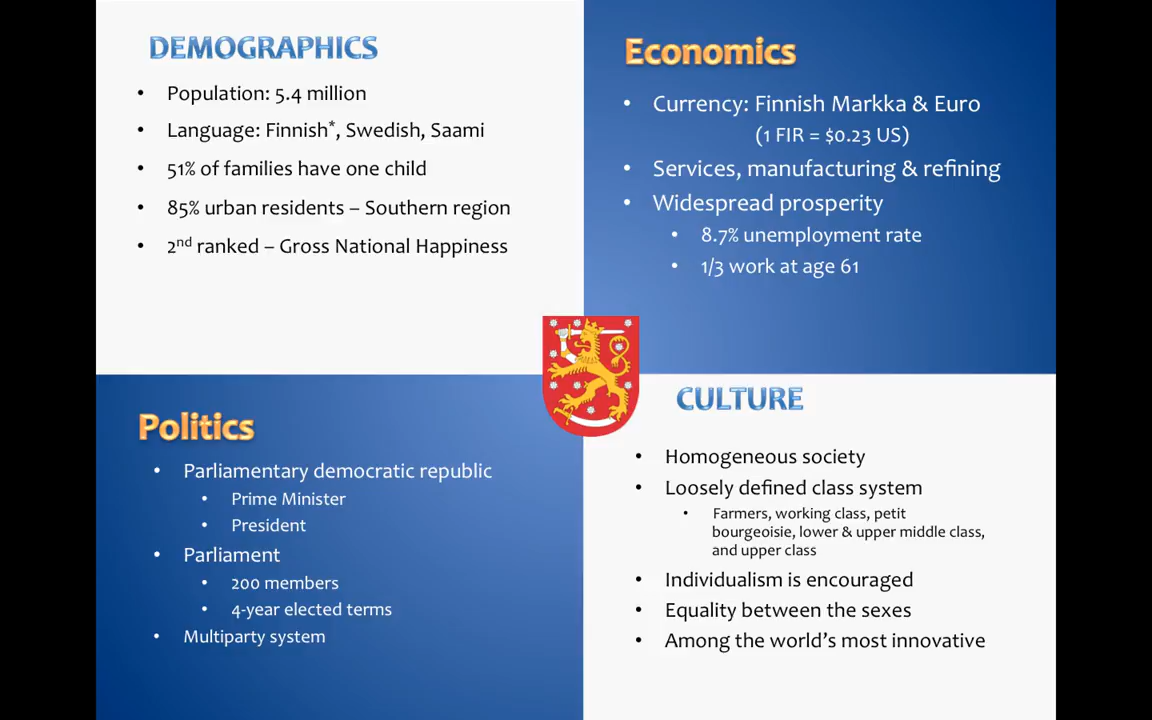 DEMOGRAPHICS
• Population: 5.4 million
• Language: Finnish*, Swedish, Saami
• 51% of families have one child
• 85% urban residents – Southern region
• 2nd ranked – Gross National Happiness
Economics
• Currency: Finnish Markka & Euro
(1 FIR = $0.23 US)
• Services, manufacturing & refining
• Widespread prosperity
• 8.7% unemployment rate
• 1/3 work at age 61
Politics
• Parliamentary democratic republic
• Prime Minister
• President
• Parliament
• 200 members
• 4-year elected terms
• Multiparty system
CULTURE
• Homogeneous society
• Loosely defined class system
• Farmers, working class, petit
bourgeoisie, lower & upper middle class,
and upper class
• Individualism is encouraged
• Equality between the sexes
• Among the world's most innovative